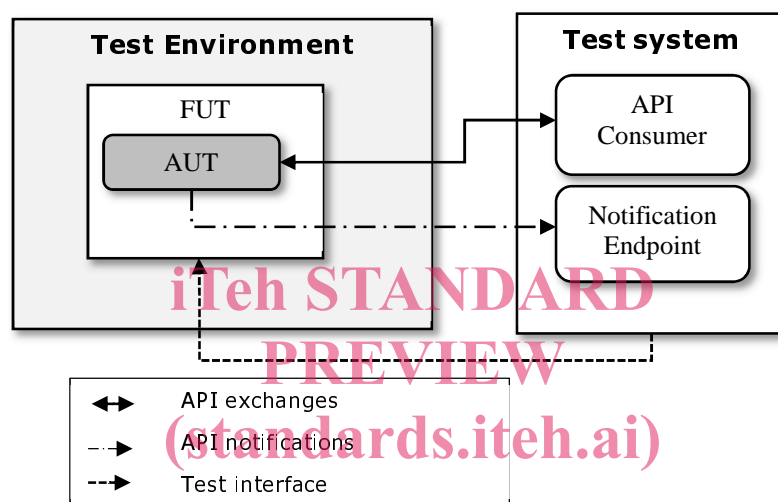 Test Environment
Test system
FUT
AUT
API
Consumer
Notification
Endpoint
iTeh STANDARD
PREVIEW
(standards.iteh.ai)
API exchanges
API notifications
Test interface